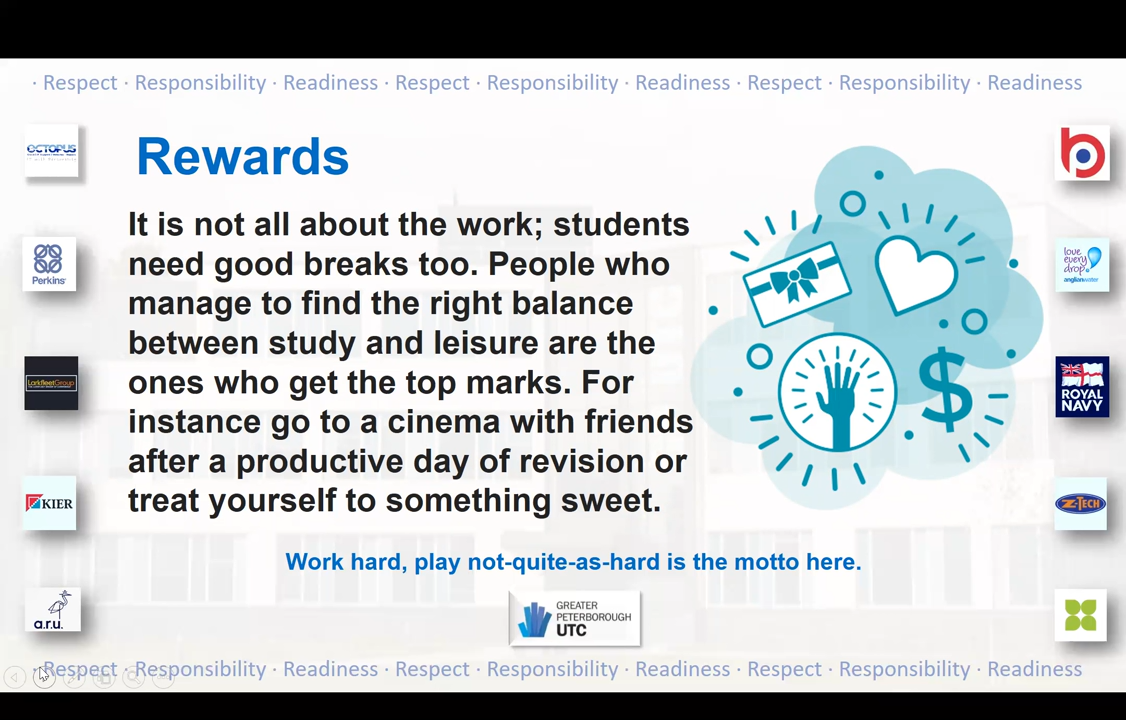 · Respect · Responsibility · Readiness · Respect · Responsibility · Readiness · Respect · Responsibility · Readiness
OCTOPUS
Rewards
It is not all about the work; students
need good breaks too. People who
manage to find the right balance
between study and leisure are the
ones who get the top marks. For
instance go to a cinema with friends
after a productive day of revision or
treat yourself to something sweet.
Perkins
LarkfleetGroup
KIER
a.r.u.
b
love
every
drop
anglianwater
ROYAL
NAVY
Z-TECH
$
Work hard, play not-quite-as-hard is the motto here.
GREATER
PETERBOROUGH
UTC
· Respect · Responsibility · Readiness · Respect · Responsibility · Readiness · Respect · Responsibility · Readiness